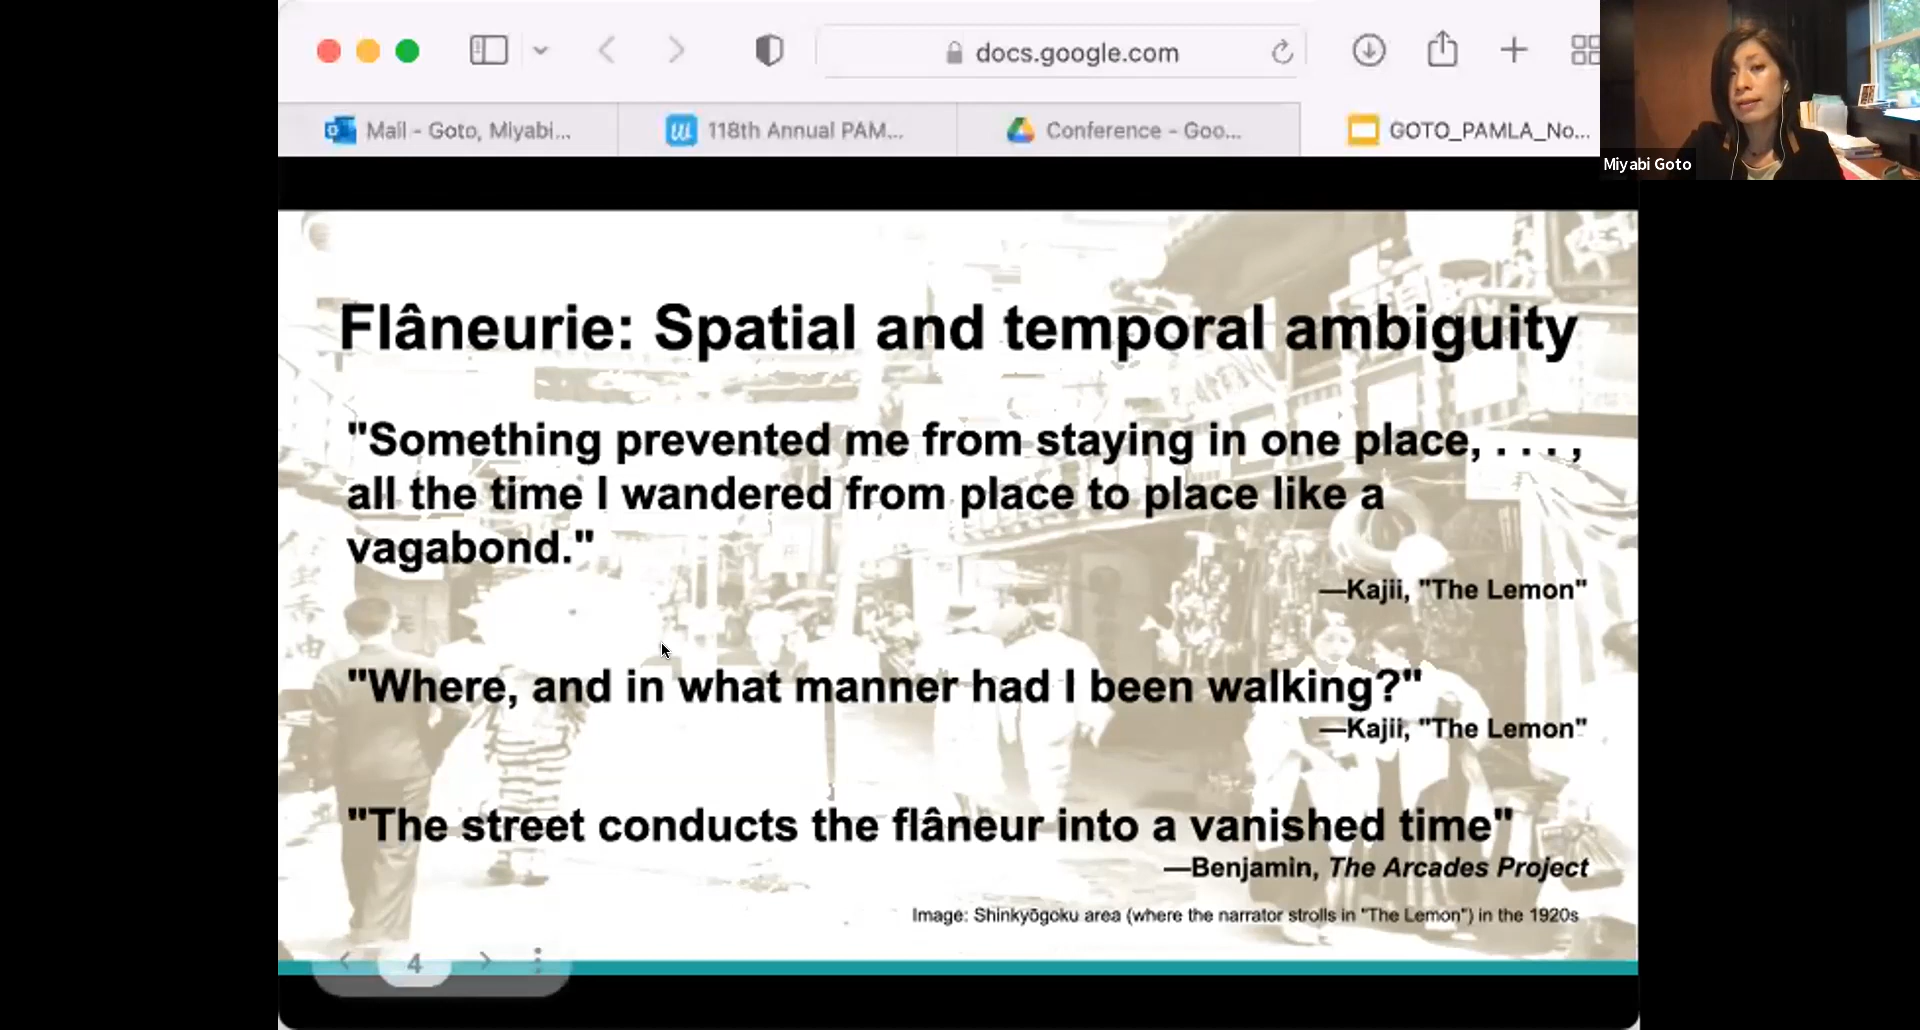 docs.google.com
Mail - Goto, Miyabi...
118th Annual PAM...
Conference - Goo...
GOTO_PAMLA_No...
Miyabi Goto
Flâneurie: Spatial and temporal ambiguity
"Something prevented me from staying in one place, . . . ,
all the time I wandered from place to place like a
vagabond."
—Kajii, "The Lemon"
"Where, and in what manner had I been walking?"
—Kajii, "The Lemon"
"The street conducts the flâneur into a vanished time"
—Benjamin, The Arcades Project
Image: Shinkyōgoku area (where the narrator strolls in "The Lemon") in the 1920s
4